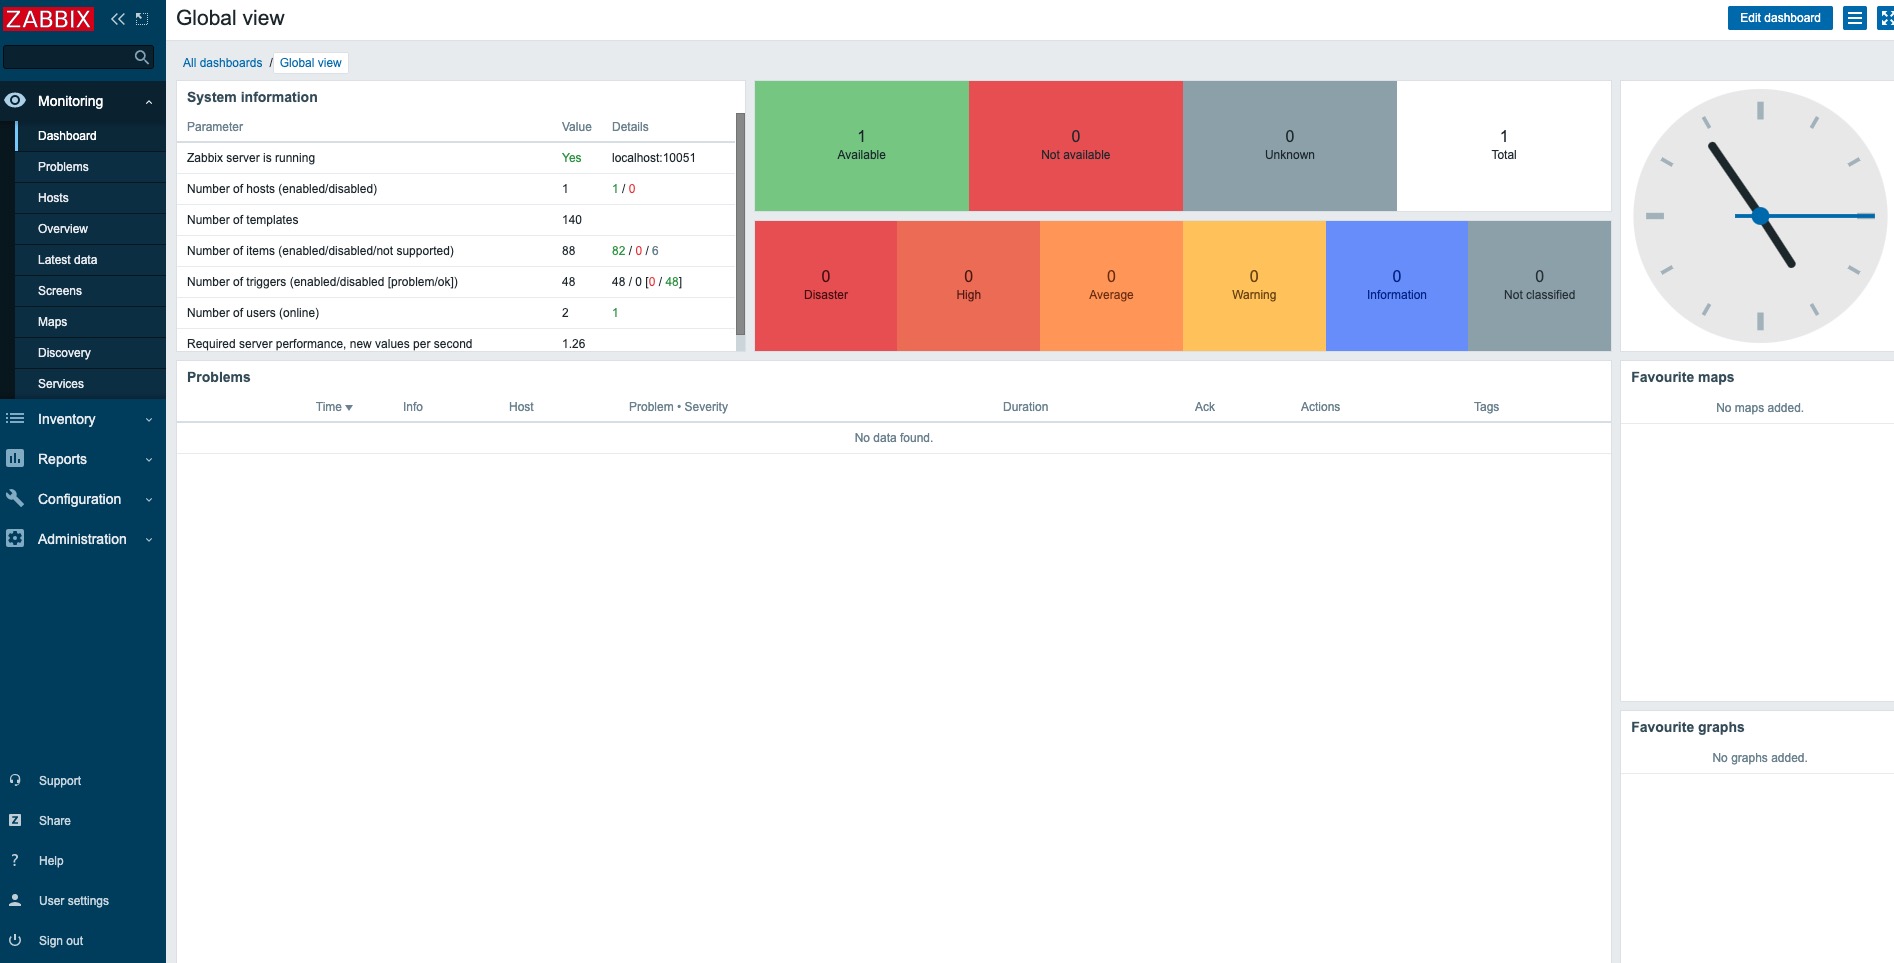 ZABBIX
Global view
Edit dashboard
All dashboards / Global view
Monitoring
Dashboard
Problems
Hosts
Overview
Latest data
Screens
Maps
Discovery
Services
Inventory
Reports
Configuration
Administration
Support
Share
Help
User settings
Sign out
System information
Parameter Value Details
Zabbix server is running Yes localhost:10051
Number of hosts (enabled/disabled) 1 1 / 0
Number of templates 140
Number of items (enabled/disabled/not supported) 88 82 / 0 / 6
Number of triggers (enabled/disabled [problem/ok]) 48 48 / 0 [0 / 48]
Number of users (online) 2 1
Required server performance, new values per second 1.26
1 0 0 1
Available Not available Unknown Total
0 0 0 0 0 0
Disaster High Average Warning Information Not classified
Problems
Time Info Host Problem • Severity Duration Ack Actions Tags
No data found.
Favourite maps
No maps added.
Favourite graphs
No graphs added.